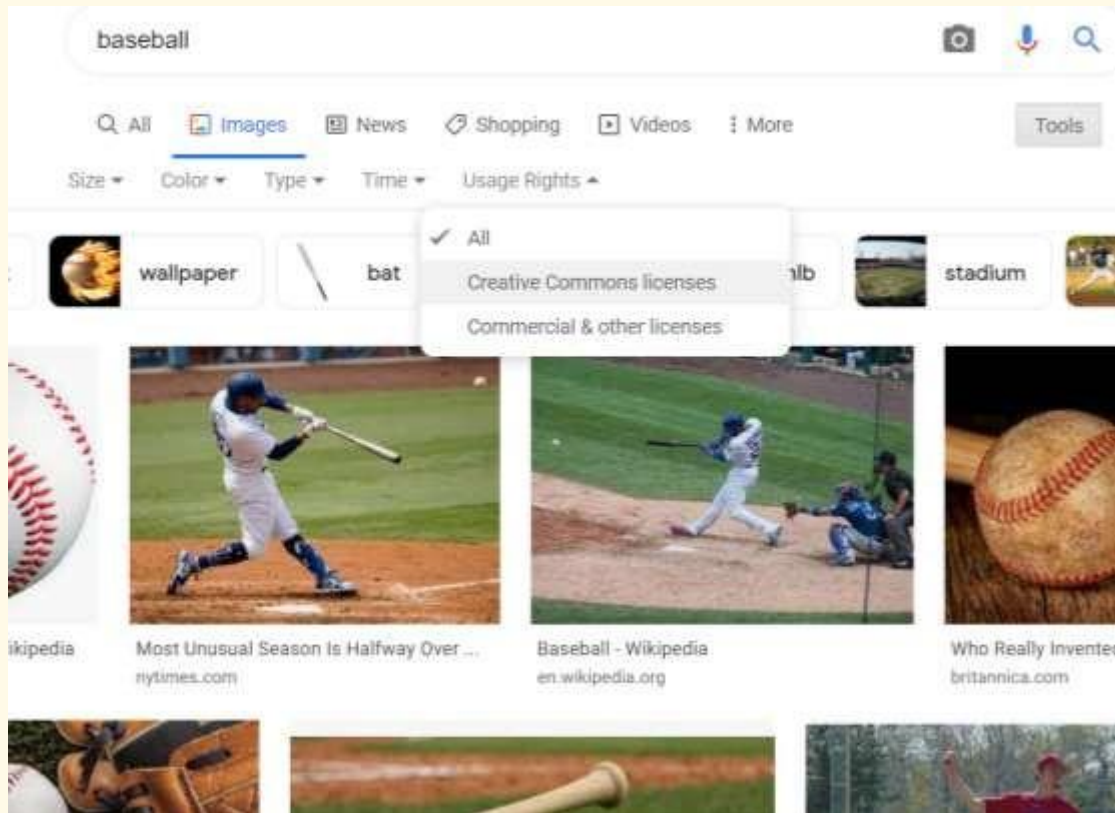 baseball
All Images News Shopping Videos More Tools
Size Color Type Time Usage Rights
All
Creative Commons licenses
Commercial & other licenses
wallpaper bat stadium
Most Unusual Season Is Halfway Over ...
nytimes.com
Baseball - Wikipedia
en.wikipedia.org
Who Really Invented
britannica.com
ikipedia